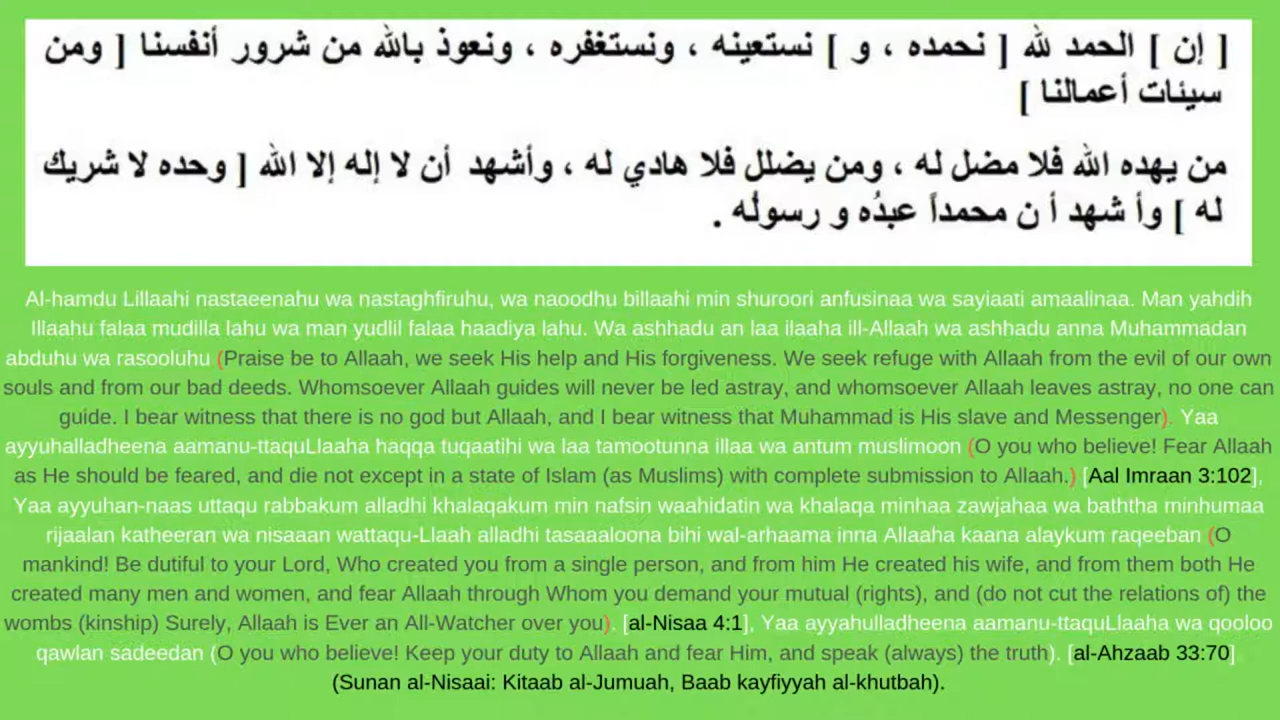 [ إن ] الحمد لله [ نحمده ، و ] نستعينه ، ونستغفره ، ونعوذ بالله من شرور أنفسنا [ ومن
سيئات أعمالنا ]
من يهده الله فلا مضل له ، ومن يضلل فلا هادي له ، وأشهد أن لا إله إلا الله [ وحده لا شريك
له ] وأ شهد أ ن محمداً عبدُه و رسولُه .
Al-hamdu Lillaahi nastaeenahu wa nastaghfiruhu, wa naoodhu billaahi min shuroori anfusinaa wa sayiaati amaalinaa. Man yahdih
Illaahu falaa mudilla lahu wa man yudlil falaa haadiya lahu. Wa ashhadu an laa ilaaha ill-Allaah wa ashhadu anna Muhammadan
abduhu wa rasooluhu (Praise be to Allaah, we seek His help and His forgiveness. We seek refuge with Allaah from the evil of our own
souls and from our bad deeds. Whomsoever Allaah guides will never be led astray, and whomsoever Allaah leaves astray, no one can
guide. I bear witness that there is no god but Allaah, and I bear witness that Muhammad is His slave and Messenger). Yaa
ayyuhalladheena aamanu-ttaquLlaaha haqqa tuqaatihi wa laa tamootunna illaa wa antum muslimoon (O you who believe! Fear Allaah
as He should be feared, and die not except in a state of Islam (as Muslims) with complete submission to Allaah.) [Aal Imraan 3:102],
Yaa ayyuhan-naas uttaqu rabbakum alladhi khalaqakum min nafsin waahidatin wa khalaqa minhaa zawjahaa wa baththa minhumaa
rijaalan katheeran wa nisaaan wattaqu-Llaah alladhi tasaaaloona bihi wal-arhaama inna Allaaha kaana alaykum raqeeban (O
mankind! Be dutiful to your Lord, Who created you from a single person, and from him He created his wife, and from them both He
created many men and women, and fear Allaah through Whom you demand your mutual (rights), and (do not cut the relations of) the
wombs (kinship) Surely, Allaah is Ever an All-Watcher over you). [al-Nisaa 4:1], Yaa ayyahulladheena aamanu-ttaquLlaaha wa qooloo
qawlan sadeedan (O you who believe! Keep your duty to Allaah and fear Him, and speak (always) the truth). [al-Ahzaab 33:70]
(Sunan al-Nisaai: Kitaab al-Jumuah, Baab kayfiyyah al-khutbah).